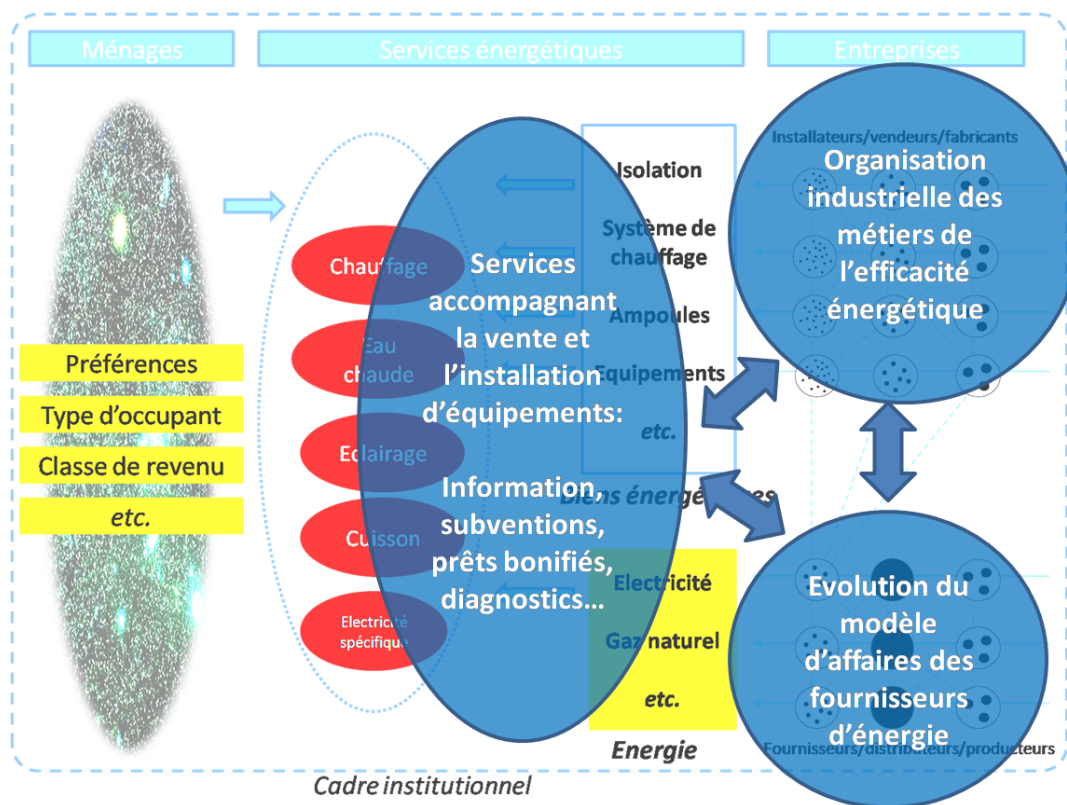 Ménages
Services énergétiques
Entreprises
Préférences
Type d'occupant
Classe de revenu
etc.
Chauffage
Eau
chaude
Eclairage
Cuisson
Electricité
spécifique
Services
accompagnant
la vente et
l'installation
d'équipements:
Information,
subventions,
prêts bonifiés,
diagnostics...
Isolation
Système de
chauffage
Ampoules
Equipements
etc.
Biens énergétiques
Electricité
Gaz naturel
etc.
Energie
Installateurs/vendeurs/fabricants
Organisation
industrielle des
métiers de
l'efficacité
énergétique
Evolution du
modèle
d'affaires des
fournisseurs
d'énergie
Fournisseurs/distributeurs/producteurs
Cadre institutionnel